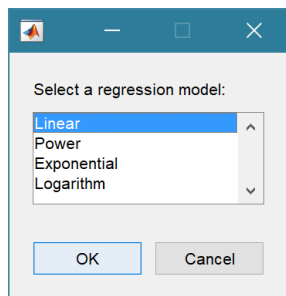 Select a regression model:
Linear
Power
Exponential
Logarithm
OK
Cancel